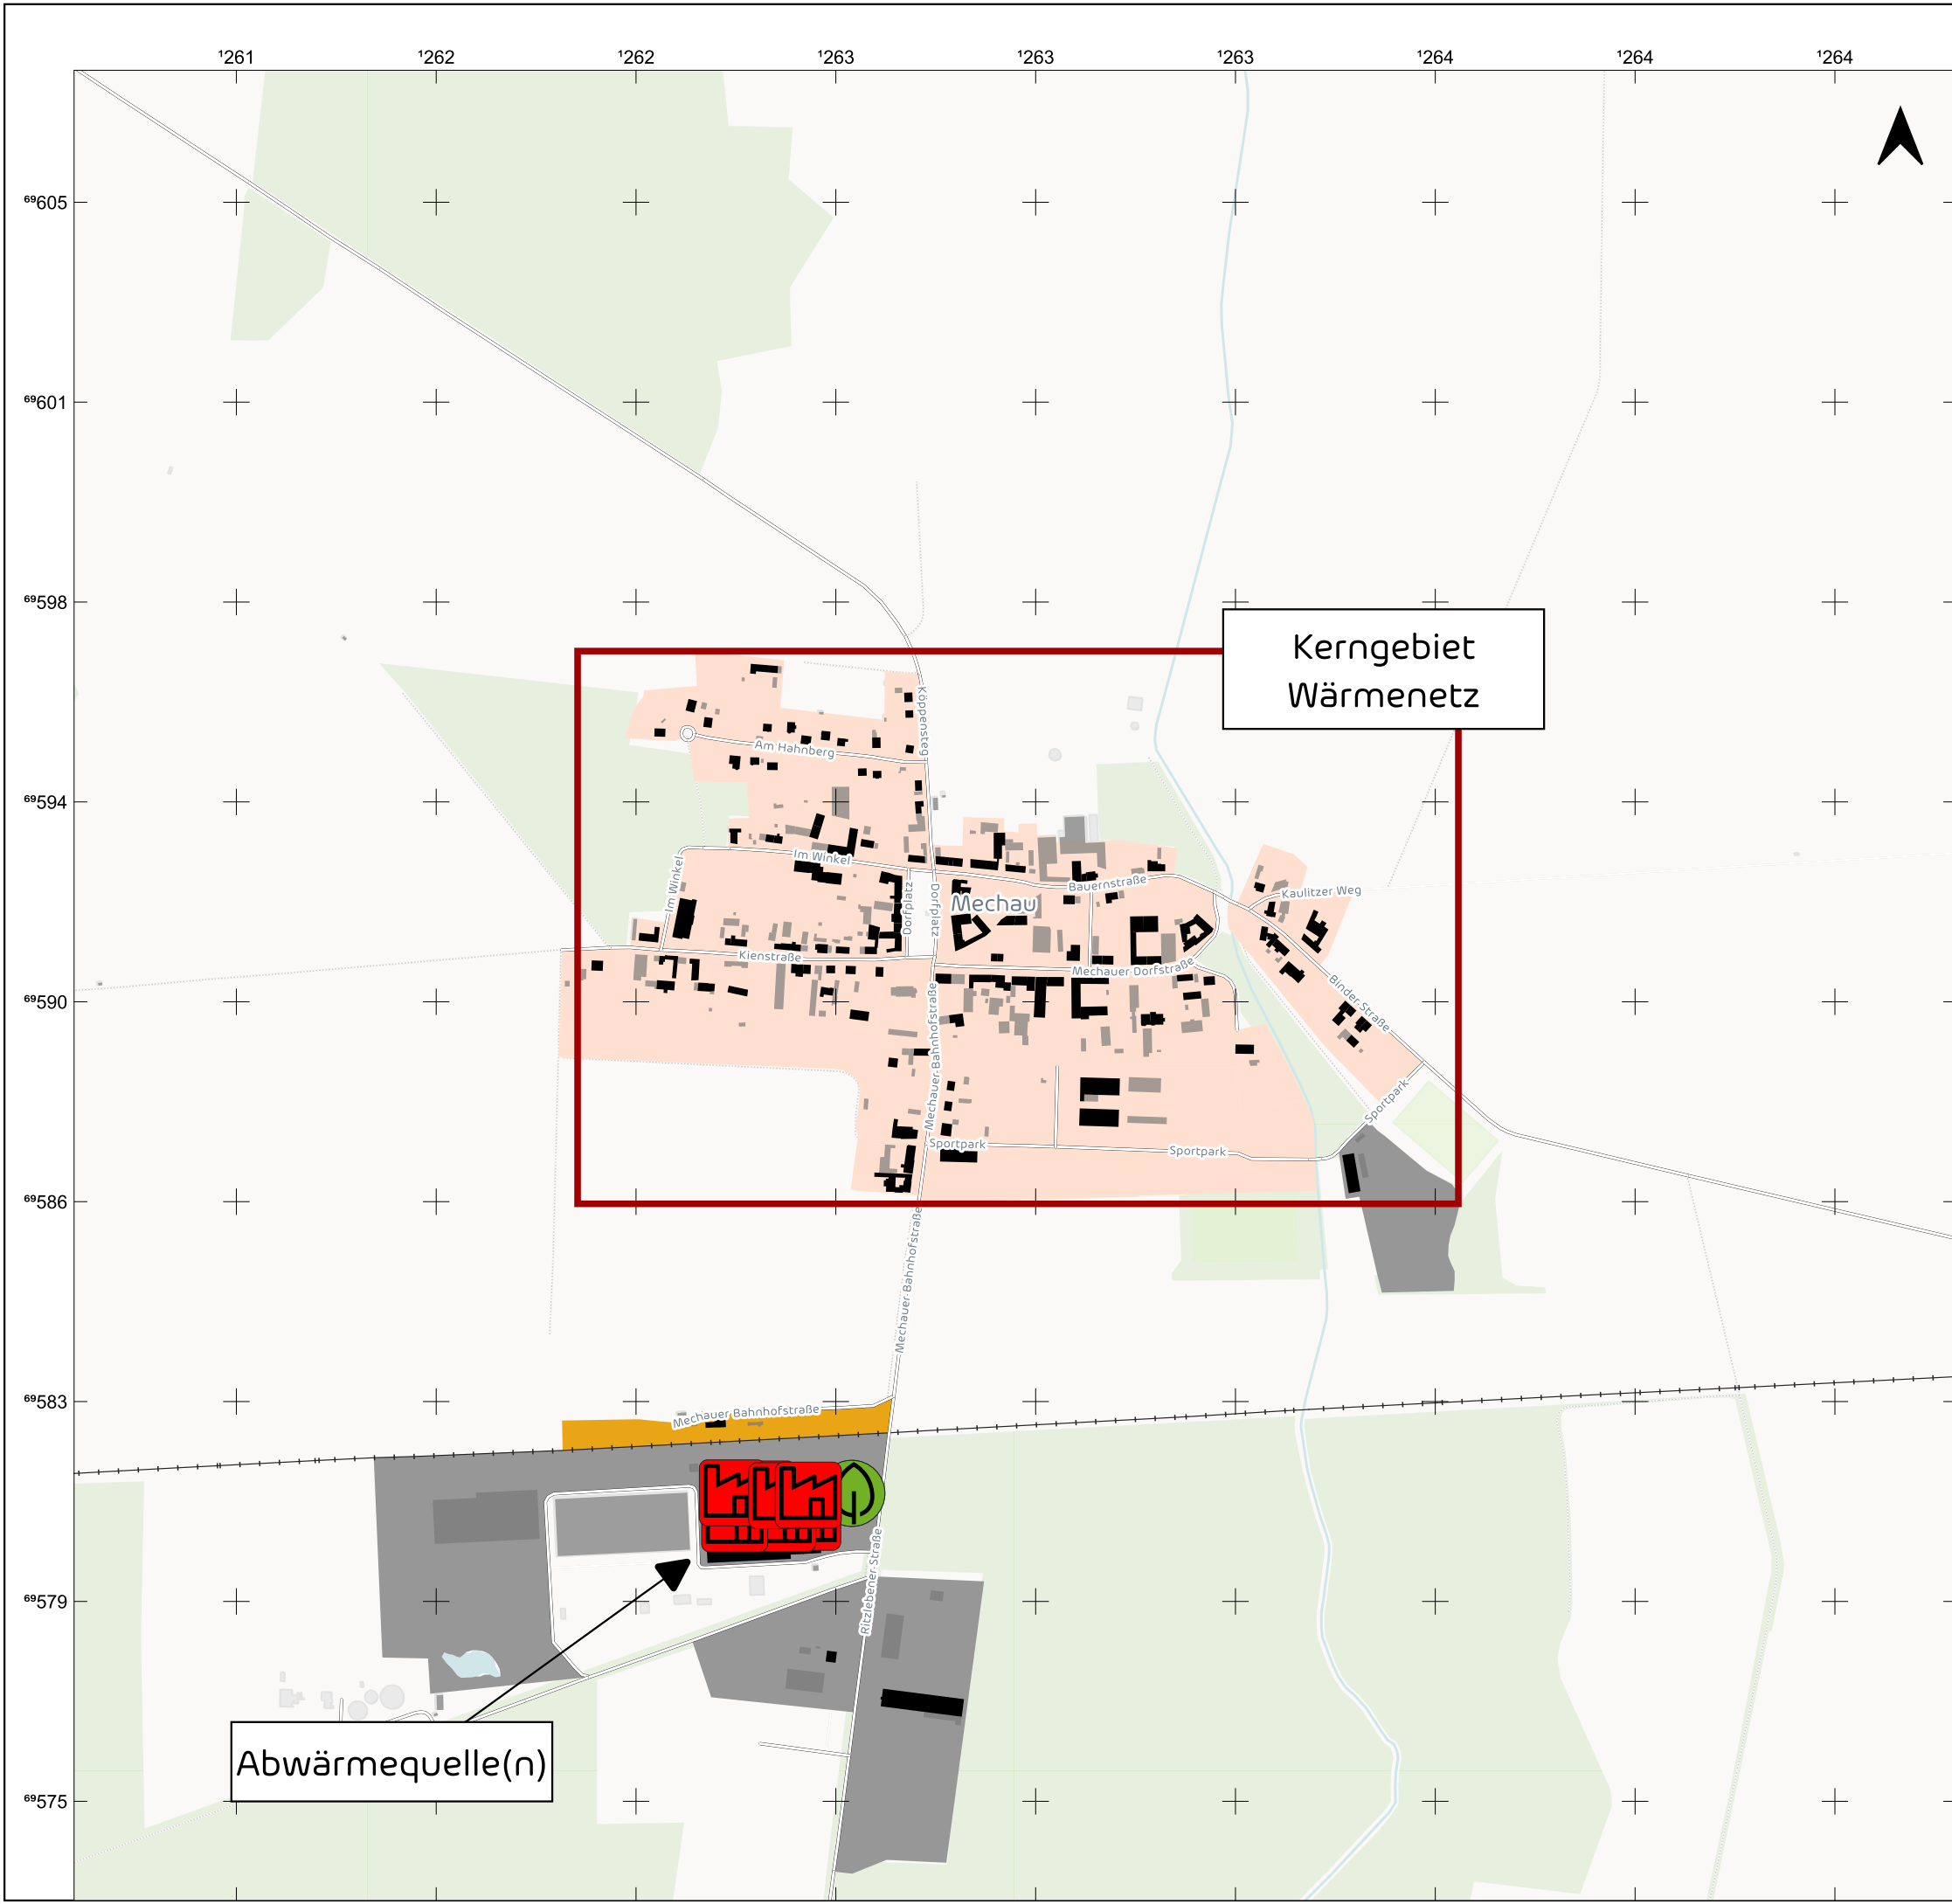 ¹261 ¹262 ¹262 ¹263 ¹263 ¹263 ¹264 ¹264 ¹264
⁶⁹605
⁶⁹601
⁶⁹598
Kerngebiet
Wärmenetz
Köppensteg
Am Hahnberg
⁶⁹594
Im Winkel
Im Winkel
Bauernstraße
Kaulitzer Weg
Dorfplatz
Dorfplatz
Mechau
Kienstraße
Mechauer Dorfstraße
Binder Straße
⁶⁹590
Mechauer Bahnhofstraße
Sportpark
Sportpark
Sportpark
⁶⁹586
Mechauer Bahnhofstraße
⁶⁹583
Mechauer Bahnhofstraße
Ritzlebener Straße
⁶⁹579
Abwärmequelle(n)
⁶⁹575